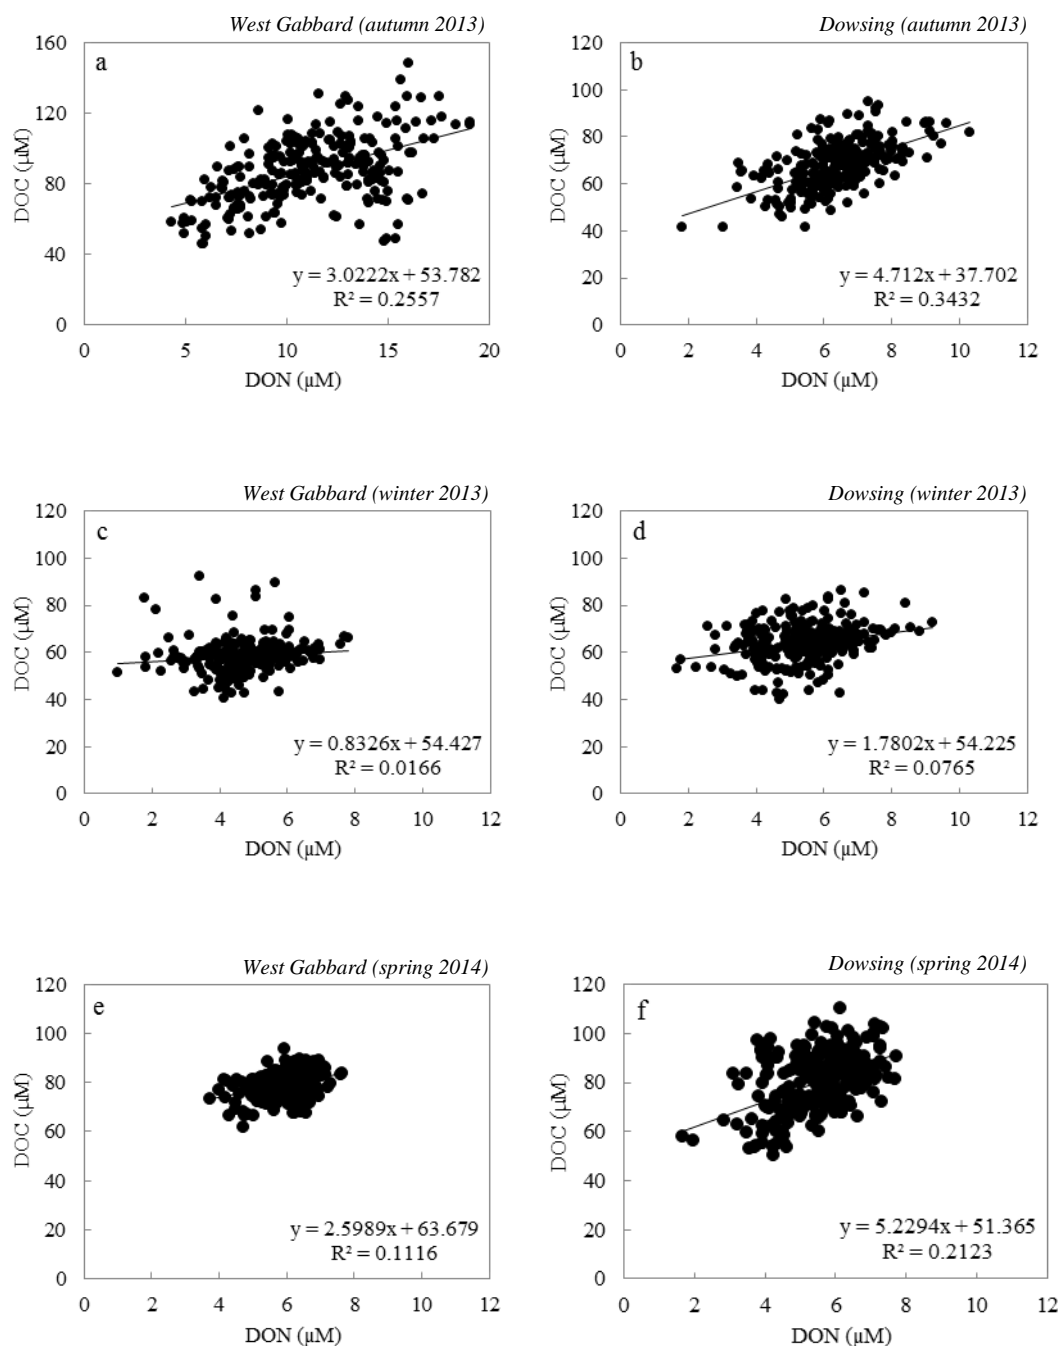 West Gabbard (autumn 2013)
160
120
80
40
0
DOC (µM)
a
y = 3.0222x + 53.782
R² = 0.2557
0 5 10 15 20
DON (µM)
Dowsing (autumn 2013)
120
100
80
60
40
20
0
DOC (µM)
b
y = 4.712x + 37.702
R² = 0.3432
0 2 4 6 8 10 12
DON (µM)
West Gabbard (winter 2013)
120
100
80
60
40
20
0
DOC (µM)
c
y = 0.8326x + 54.427
R² = 0.0166
0 2 4 6 8 10 12
DON (µM)
Dowsing (winter 2013)
120
100
80
60
40
20
0
DOC (µM)
d
y = 1.7802x + 54.225
R² = 0.0765
0 2 4 6 8 10 12
DON (µM)
West Gabbard (spring 2014)
120
100
80
60
40
20
0
DOC (µM)
e
y = 2.5989x + 63.679
R² = 0.1116
0 2 4 6 8 10 12
DON (µM)
Dowsing (spring 2014)
120
100
80
60
40
20
0
DOC (µM)
f
y = 5.2294x + 51.365
R² = 0.2123
0 2 4 6 8 10 12
DON (µM)